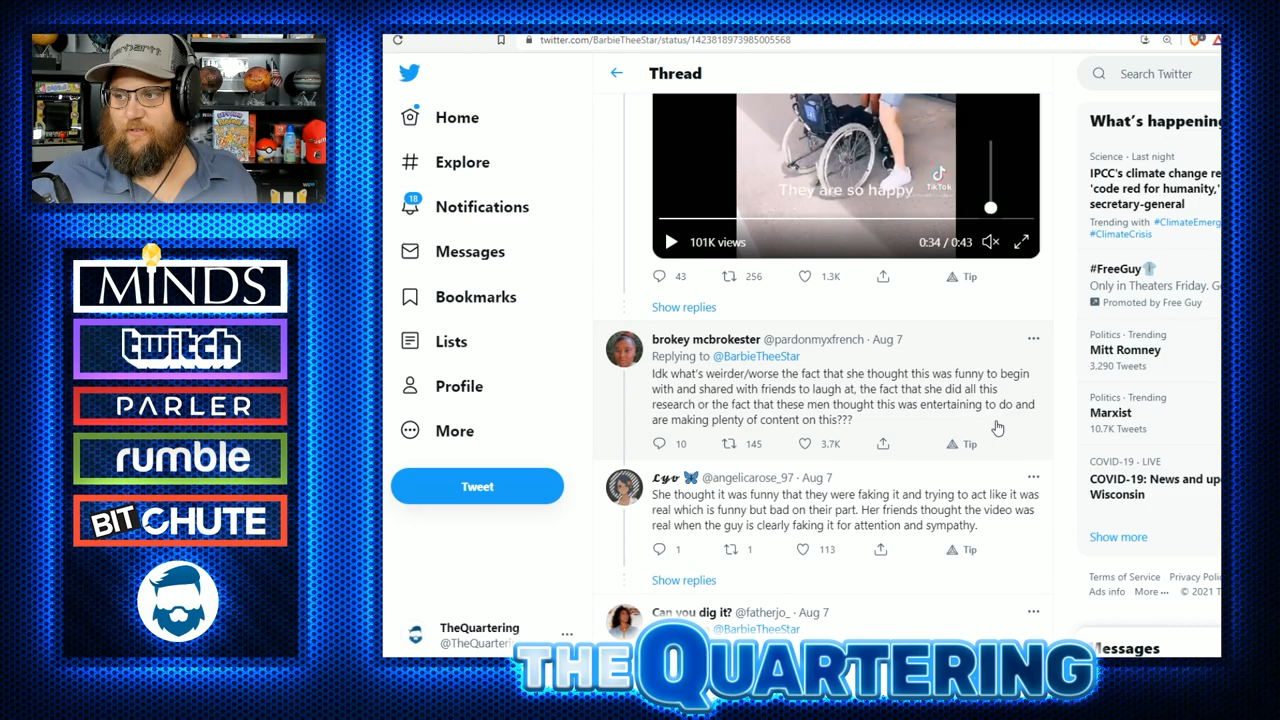 twitter.com/BarbieTheeStar/status/1423818973985005568
Home
Explore
18
Notifications
Messages
Bookmarks
Lists
Profile
More
Tweet
TheQuartering
@TheQuarterin
Thread
They are so happy
TikTok
101K views
0:34 / 0:43
43 256 1.3K Tip
Show replies
brokey mcbrokester @pardonmyxfrench · Aug 7
Replying to @BarbieTheeStar
Idk what's weirder/worse the fact that she thought this was funny to begin
with and shared with friends to laugh at, the fact that she did all this
research or the fact that these men thought this was entertaining to do and
are making plenty of content on this???
10 145 3.7K Tip
𝓛𝔂𝓿 🦋 @angelicarose_97 · Aug 7
She thought it was funny that they were faking it and trying to act like it was
real which is funny but bad on their part. Her friends thought the video was
real when the guy is clearly faking it for attention and sympathy.
1 1 113 Tip
Show replies
Can you dig it? @fatherjo_ · Aug 7
@BarbieTheeStar
Search Twitter
What's happening
Science · Last night
IPCC's climate change re
'code red for humanity,'
secretary-general
Trending with #ClimateEmerg
#ClimateCrisis
#FreeGuy
Only in Theaters Friday. G
Promoted by Free Guy
Politics · Trending
Mitt Romney
3,290 Tweets
Politics · Trending
Marxist
10.7K Tweets
COVID-19 · LIVE
COVID-19: News and up
Wisconsin
Show more
Terms of Service Privacy Polic
Ads info More ··· © 2021 T
Messages
MINDS
twitch
PARLER
rumble
BITCHUTE
THE QUARTERING